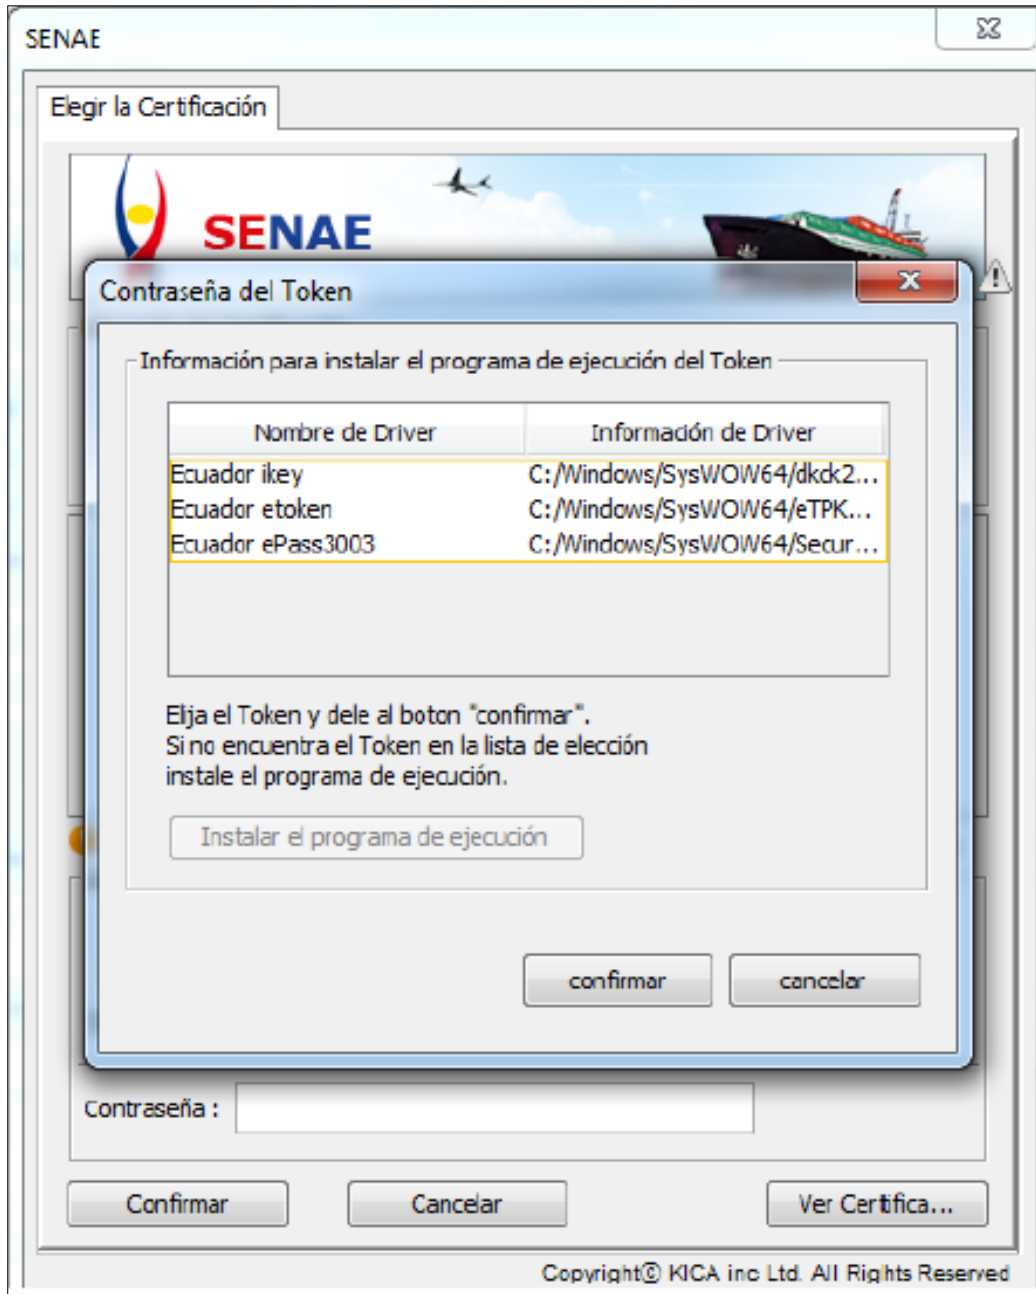 SENAE
Elegir la Certificación
SENAE
Contraseña del Token
Información para instalar el programa de ejecución del Token
Nombre de Driver Información de Driver
Ecuador ikey C:/Windows/SysWOW64/dkck2...
Ecuador etoken C:/Windows/SysWOW64/eTPK...
Ecuador ePass3003 C:/Windows/SysWOW64/Secur...
Elija el Token y dele al boton "confirmar".
Si no encuentra el Token en la lista de elección
instale el programa de ejecución.
Instalar el programa de ejecución
confirmar cancelar
Contraseña :
Confirmar Cancelar Ver Certifica...
Copyright© KICA inc Ltd. All Rights Reserved